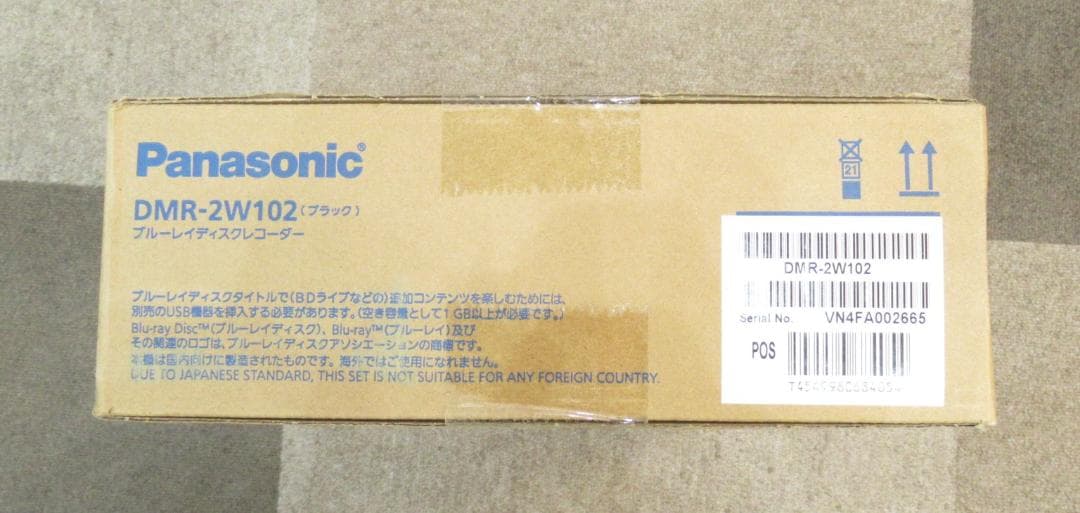 Panasonic®
DMR-2W102(ブラック)
ブルーレイディスクレコーダー
ブルーレイディスクタイトルで(BDライブなどの)追加コンテンツを楽しむためには、
別売のUSB機器を挿入する必要があります。(空き容量として1GB以上が必要です。)
Blu-ray Disc™(ブルーレイディスク)、Blu-ray™(ブルーレイ)及び
その関連のロゴは、ブルーレイディスクアソシエーションの商標です。
本機は国内向けに製造されたものです。海外ではご使用になれません。
DUE TO JAPANESE STANDARD, THIS SET IS NOT SUITABLE FOR ANY FOREIGN COUNTRY.
21
DMR-2W102
Serial No. VN4FA002665
POS